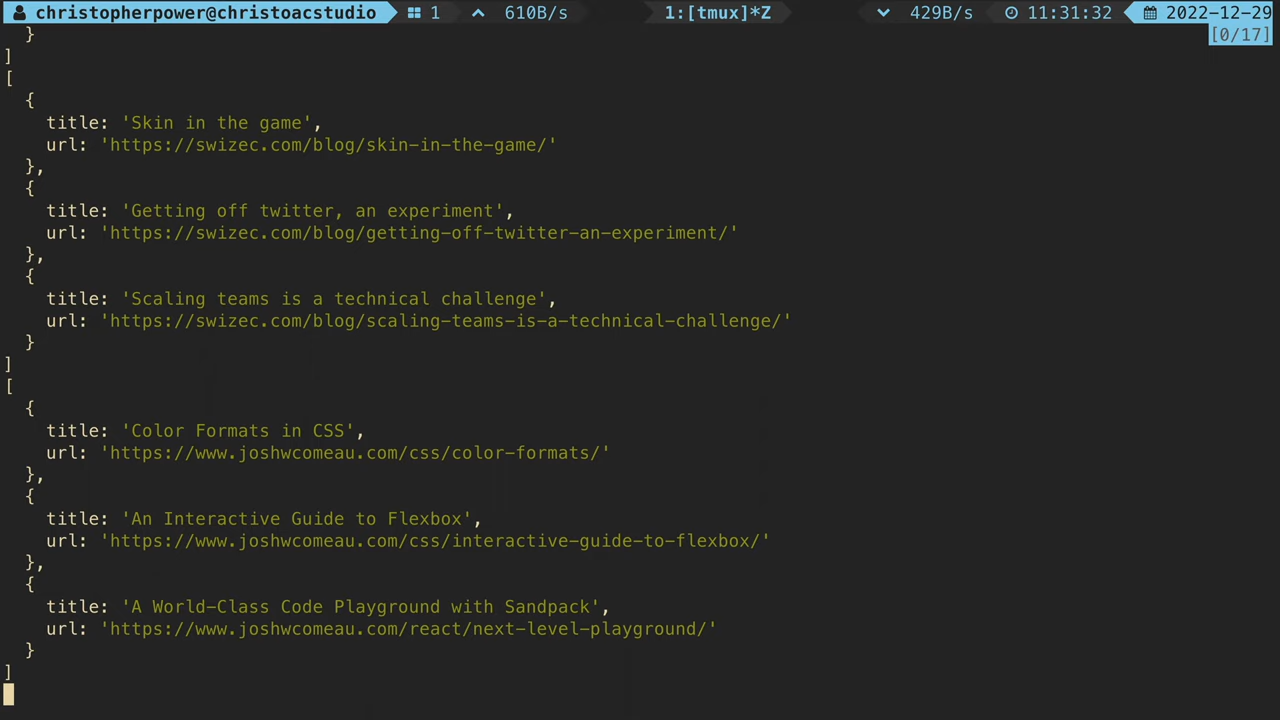 christopherpower@christoacstudio 1 610B/s 1:[tmux]*Z 429B/s 11:31:32 2022-12-29
[0/17]
}
]
[
{
title: 'Skin in the game',
url: 'https://swizec.com/blog/skin-in-the-game/'
},
{
title: 'Getting off twitter, an experiment',
url: 'https://swizec.com/blog/getting-off-twitter-an-experiment/'
},
{
title: 'Scaling teams is a technical challenge',
url: 'https://swizec.com/blog/scaling-teams-is-a-technical-challenge/'
}
]
[
{
title: 'Color Formats in CSS',
url: 'https://www.joshwcomeau.com/css/color-formats/'
},
{
title: 'An Interactive Guide to Flexbox',
url: 'https://www.joshwcomeau.com/css/interactive-guide-to-flexbox/'
},
{
title: 'A World-Class Code Playground with Sandpack',
url: 'https://www.joshwcomeau.com/react/next-level-playground/'
}
]